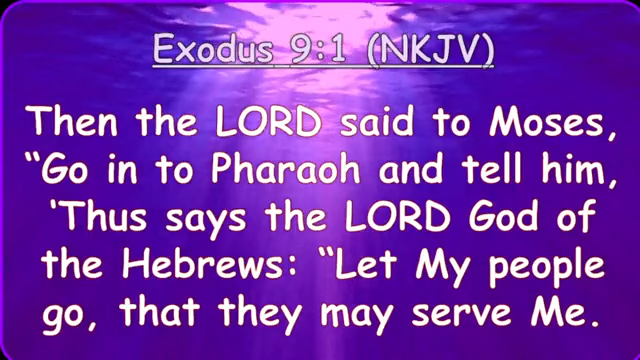 Exodus 9:1 (NKJV)
Then the LORD said to Moses,
“Go in to Pharaoh and tell him,
‘Thus says the LORD God of
the Hebrews: “Let My people
go, that they may serve Me.